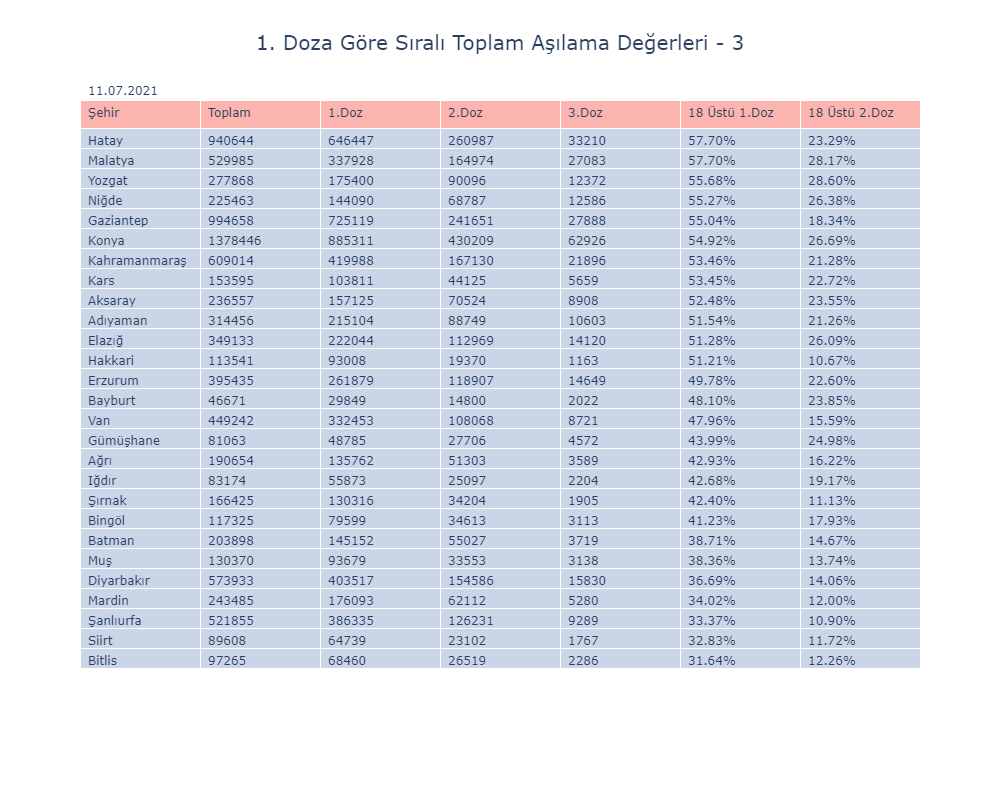 1. Doza Göre Sıralı Toplam Aşılama Değerleri - 3
11.07.2021
Şehir Toplam 1.Doz 2.Doz 3.Doz 18 Üstü 1.Doz 18 Üstü 2.Doz
Hatay 940644 646447 260987 33210 57.70% 23.29%
Malatya 529985 337928 164974 27083 57.70% 28.17%
Yozgat 277868 175400 90096 12372 55.68% 28.60%
Niğde 225463 144090 68787 12586 55.27% 26.38%
Gaziantep 994658 725119 241651 27888 55.04% 18.34%
Konya 1378446 885311 430209 62926 54.92% 26.69%
Kahramanmaraş 609014 419988 167130 21896 53.46% 21.28%
Kars 153595 103811 44125 5659 53.45% 22.72%
Aksaray 236557 157125 70524 8908 52.48% 23.55%
Adıyaman 314456 215104 88749 10603 51.54% 21.26%
Elazığ 349133 222044 112969 14120 51.28% 26.09%
Hakkari 113541 93008 19370 1163 51.21% 10.67%
Erzurum 395435 261879 118907 14649 49.78% 22.60%
Bayburt 46671 29849 14800 2022 48.10% 23.85%
Van 449242 332453 108068 8721 47.96% 15.59%
Gümüşhane 81063 48785 27706 4572 43.99% 24.98%
Ağrı 190654 135762 51303 3589 42.93% 16.22%
Iğdır 83174 55873 25097 2204 42.68% 19.17%
Şırnak 166425 130316 34204 1905 42.40% 11.13%
Bingöl 117325 79599 34613 3113 41.23% 17.93%
Batman 203898 145152 55027 3719 38.71% 14.67%
Muş 130370 93679 33553 3138 38.36% 13.74%
Diyarbakır 573933 403517 154586 15830 36.69% 14.06%
Mardin 243485 176093 62112 5280 34.02% 12.00%
Şanlıurfa 521855 386335 126231 9289 33.37% 10.90%
Siirt 89608 64739 23102 1767 32.83% 11.72%
Bitlis 97265 68460 26519 2286 31.64% 12.26%